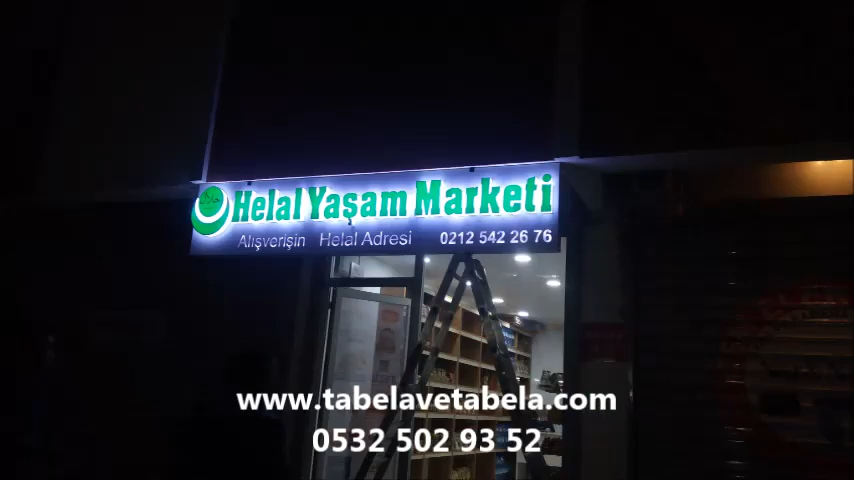 Helal Yaşam Marketi
Alışverişin Helal Adresi 0212 542 26 76
www.tabelavetabela.com
0532 502 93 52